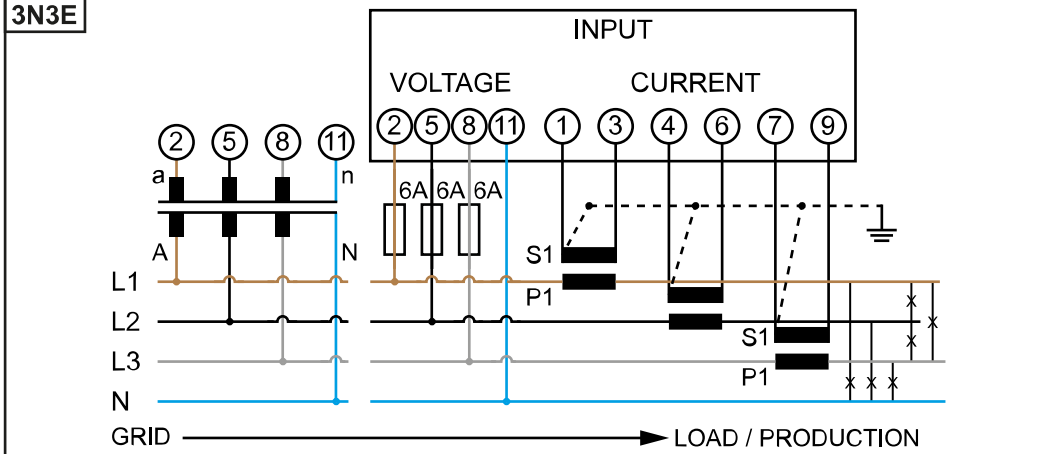 3N3E
INPUT
VOLTAGE CURRENT
2 5 8 11 2 5 8 11 1 3 4 6 7 9
a n 6A 6A 6A
A N S1
L1 P1
L2 S1
L3 P1
N
GRID LOAD / PRODUCTION